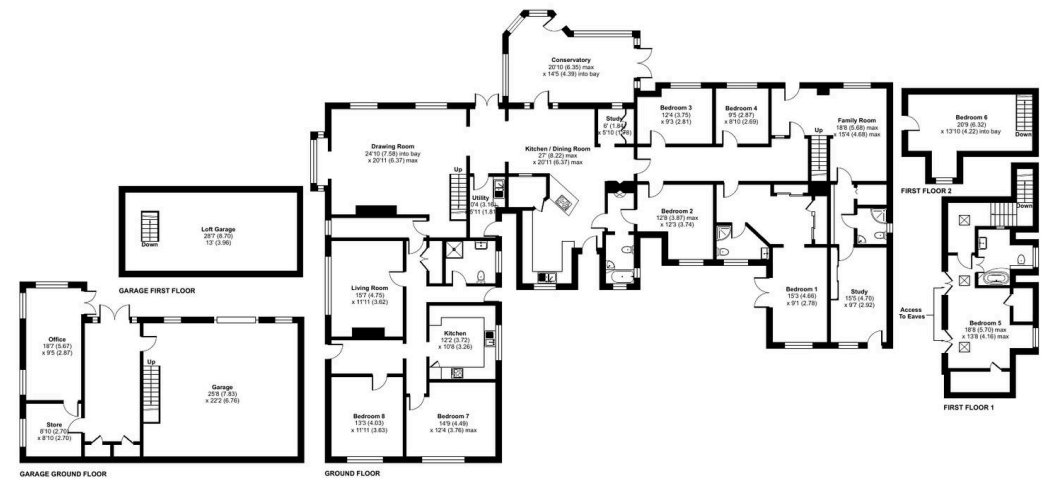 Conservatory
20'10 (6.35) max
x 14'5 (4.39) into bay
Bedroom 3
12'4 (3.75)
x 9'3 (2.81)
Bedroom 4
9'5 (2.87)
x 8'10 (2.69)
Family Room
18'8 (5.68) max
x 15'4 (4.68) max
Study
6' (1.84)
x 5'10 (1.78)
Bedroom 6
20'9 (6.32)
x 13'10 (4.22) into bay
Down
FIRST FLOOR 2
Drawing Room
24'10 (7.58) into bay
x 20'11 (6.37) max
Kitchen / Dining Room
27' (8.22) max
x 20'11 (6.37) max
Up
Up
Utility
(3.16)
(1.81)
Bedroom 2
12'8 (3.87) max
x 12'3 (3.74)
Down
Loft Garage
28'7 (8.70)
13' (3.96)
Down
GARAGE FIRST FLOOR
Living Room
15'7 (4.75)
x 11'11 (3.62)
Bedroom 1
15'3 (4.66)
x 9'1 (2.78)
Study
15'5 (4.70)
x 9'7 (2.92)
Access
To Eaves
Bedroom 5
18'8 (5.70) max
x 13'8 (4.16) max
FIRST FLOOR 1
Office
18'7 (5.67)
x 9'5 (2.87)
Kitchen
12'2 (3.72)
x 10'8 (3.26)
Up
Garage
25'8 (7.83)
x 22'2 (6.76)
Store
8'10 (2.70)
x 8'10 (2.70)
Bedroom 8
13'3 (4.03)
x 11'11 (3.63)
Bedroom 7
14'9 (4.49)
x 12'4 (3.76) max
GARAGE GROUND FLOOR
GROUND FLOOR